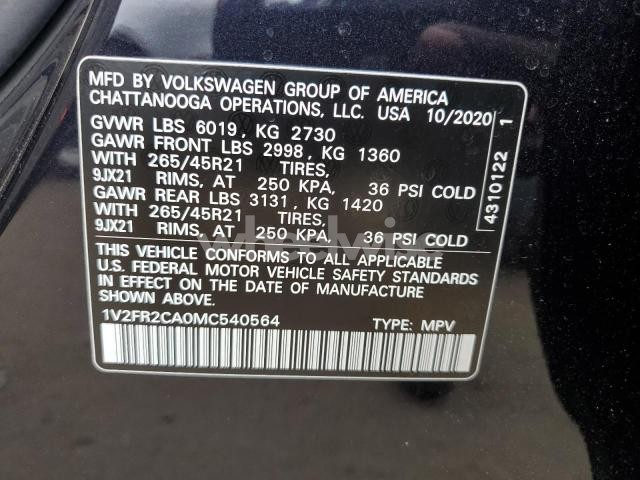 MFD BY VOLKSWAGEN GROUP OF AMERICA
CHATTANOOGA OPERATIONS, LLC. USA 10/2020
GVWR LBS 6019, KG 2730
GAWR FRONT LBS 2998, KG 1360
WITH 265/45R21 TIRES,
9JX21 RIMS, AT 250 KPA, 36 PSI COLD
GAWR REAR LBS 3131, KG 1420
WITH 265/45R21 TIRES,
9JX21 RIMS, AT 250 KPA, 36 PSI COLD
THIS VEHICLE CONFORMS TO ALL APPLICABLE
U.S. FEDERAL MOTOR VEHICLE SAFETY STANDARDS
IN EFFECT ON THE DATE OF MANUFACTURE
SHOWN ABOVE.
1V2FR2CA0MC540564 TYPE: MPV
4310122 1